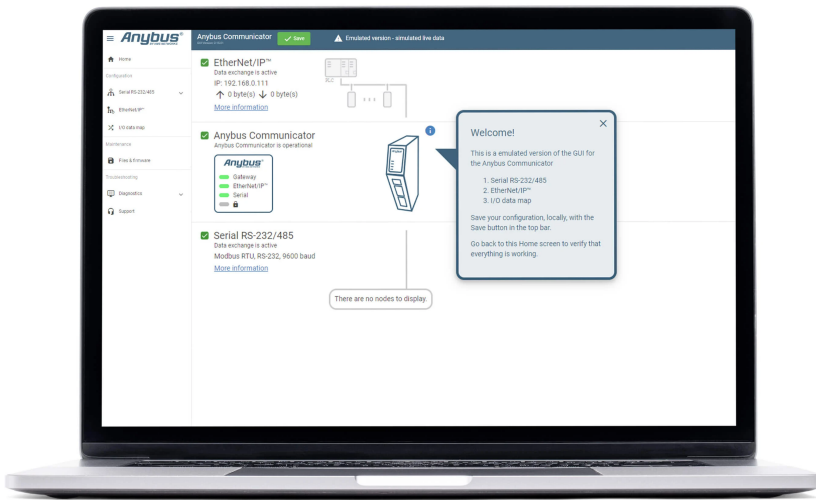 Anybus®
BY HMS NETWORKS
Anybus Communicator
Save
Emulated version - simulated live data
Home
Configuration
Serial RS-232/485
EtherNet/IP™
I/O data map
Maintenance
Files & firmware
Troubleshooting
Diagnostics
Support
EtherNet/IP™
Data exchange is active
IP: 192.168.0.111
↑ 0 byte(s) ↓ 0 byte(s)
More information
PLC
Anybus Communicator
Anybus Communicator is operational
Anybus®
Gateway
EtherNet/IP™
Serial
Serial RS-232/485
Data exchange is active
Modbus RTU, RS-232, 9600 baud
More information
There are no nodes to display.
Welcome!
This is a emulated version of the GUI for
the Anybus Communicator
1. Serial RS-232/485
2. EtherNet/IP™
3. I/O data map
Save your configuration, locally, with the
Save button in the top bar.
Go back to this Home screen to verify that
everything is working.